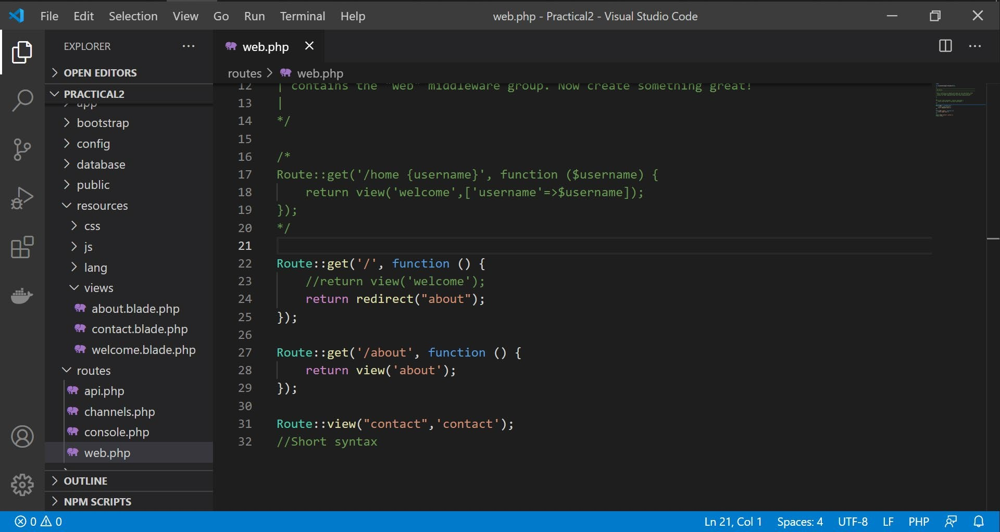 File Edit Selection View Go Run Terminal Help web.php - Practical2 - Visual Studio Code
EXPLORER
OPEN EDITORS
PRACTICAL2
app
bootstrap
config
database
public
resources
css
js
lang
views
about.blade.php
contact.blade.php
welcome.blade.php
routes
api.php
channels.php
console.php
web.php
OUTLINE
NPM SCRIPTS
web.php
routes > web.php
12 | contains the "web" middleware group. Now create something great!
13 |
14 */
15
16 /*
17 Route::get('/home {username}', function ($username) {
18     return view('welcome',['username'=>$username]);
19 });
20 */
21
22 Route::get('/', function () {
23     //return view('welcome');
24     return redirect("about");
25 });
26
27 Route::get('/about', function () {
28     return view('about');
29 });
30
31 Route::view("contact",'contact');
32 //Short syntax
0 0 Ln 21, Col 1 Spaces: 4 UTF-8 LF PHP